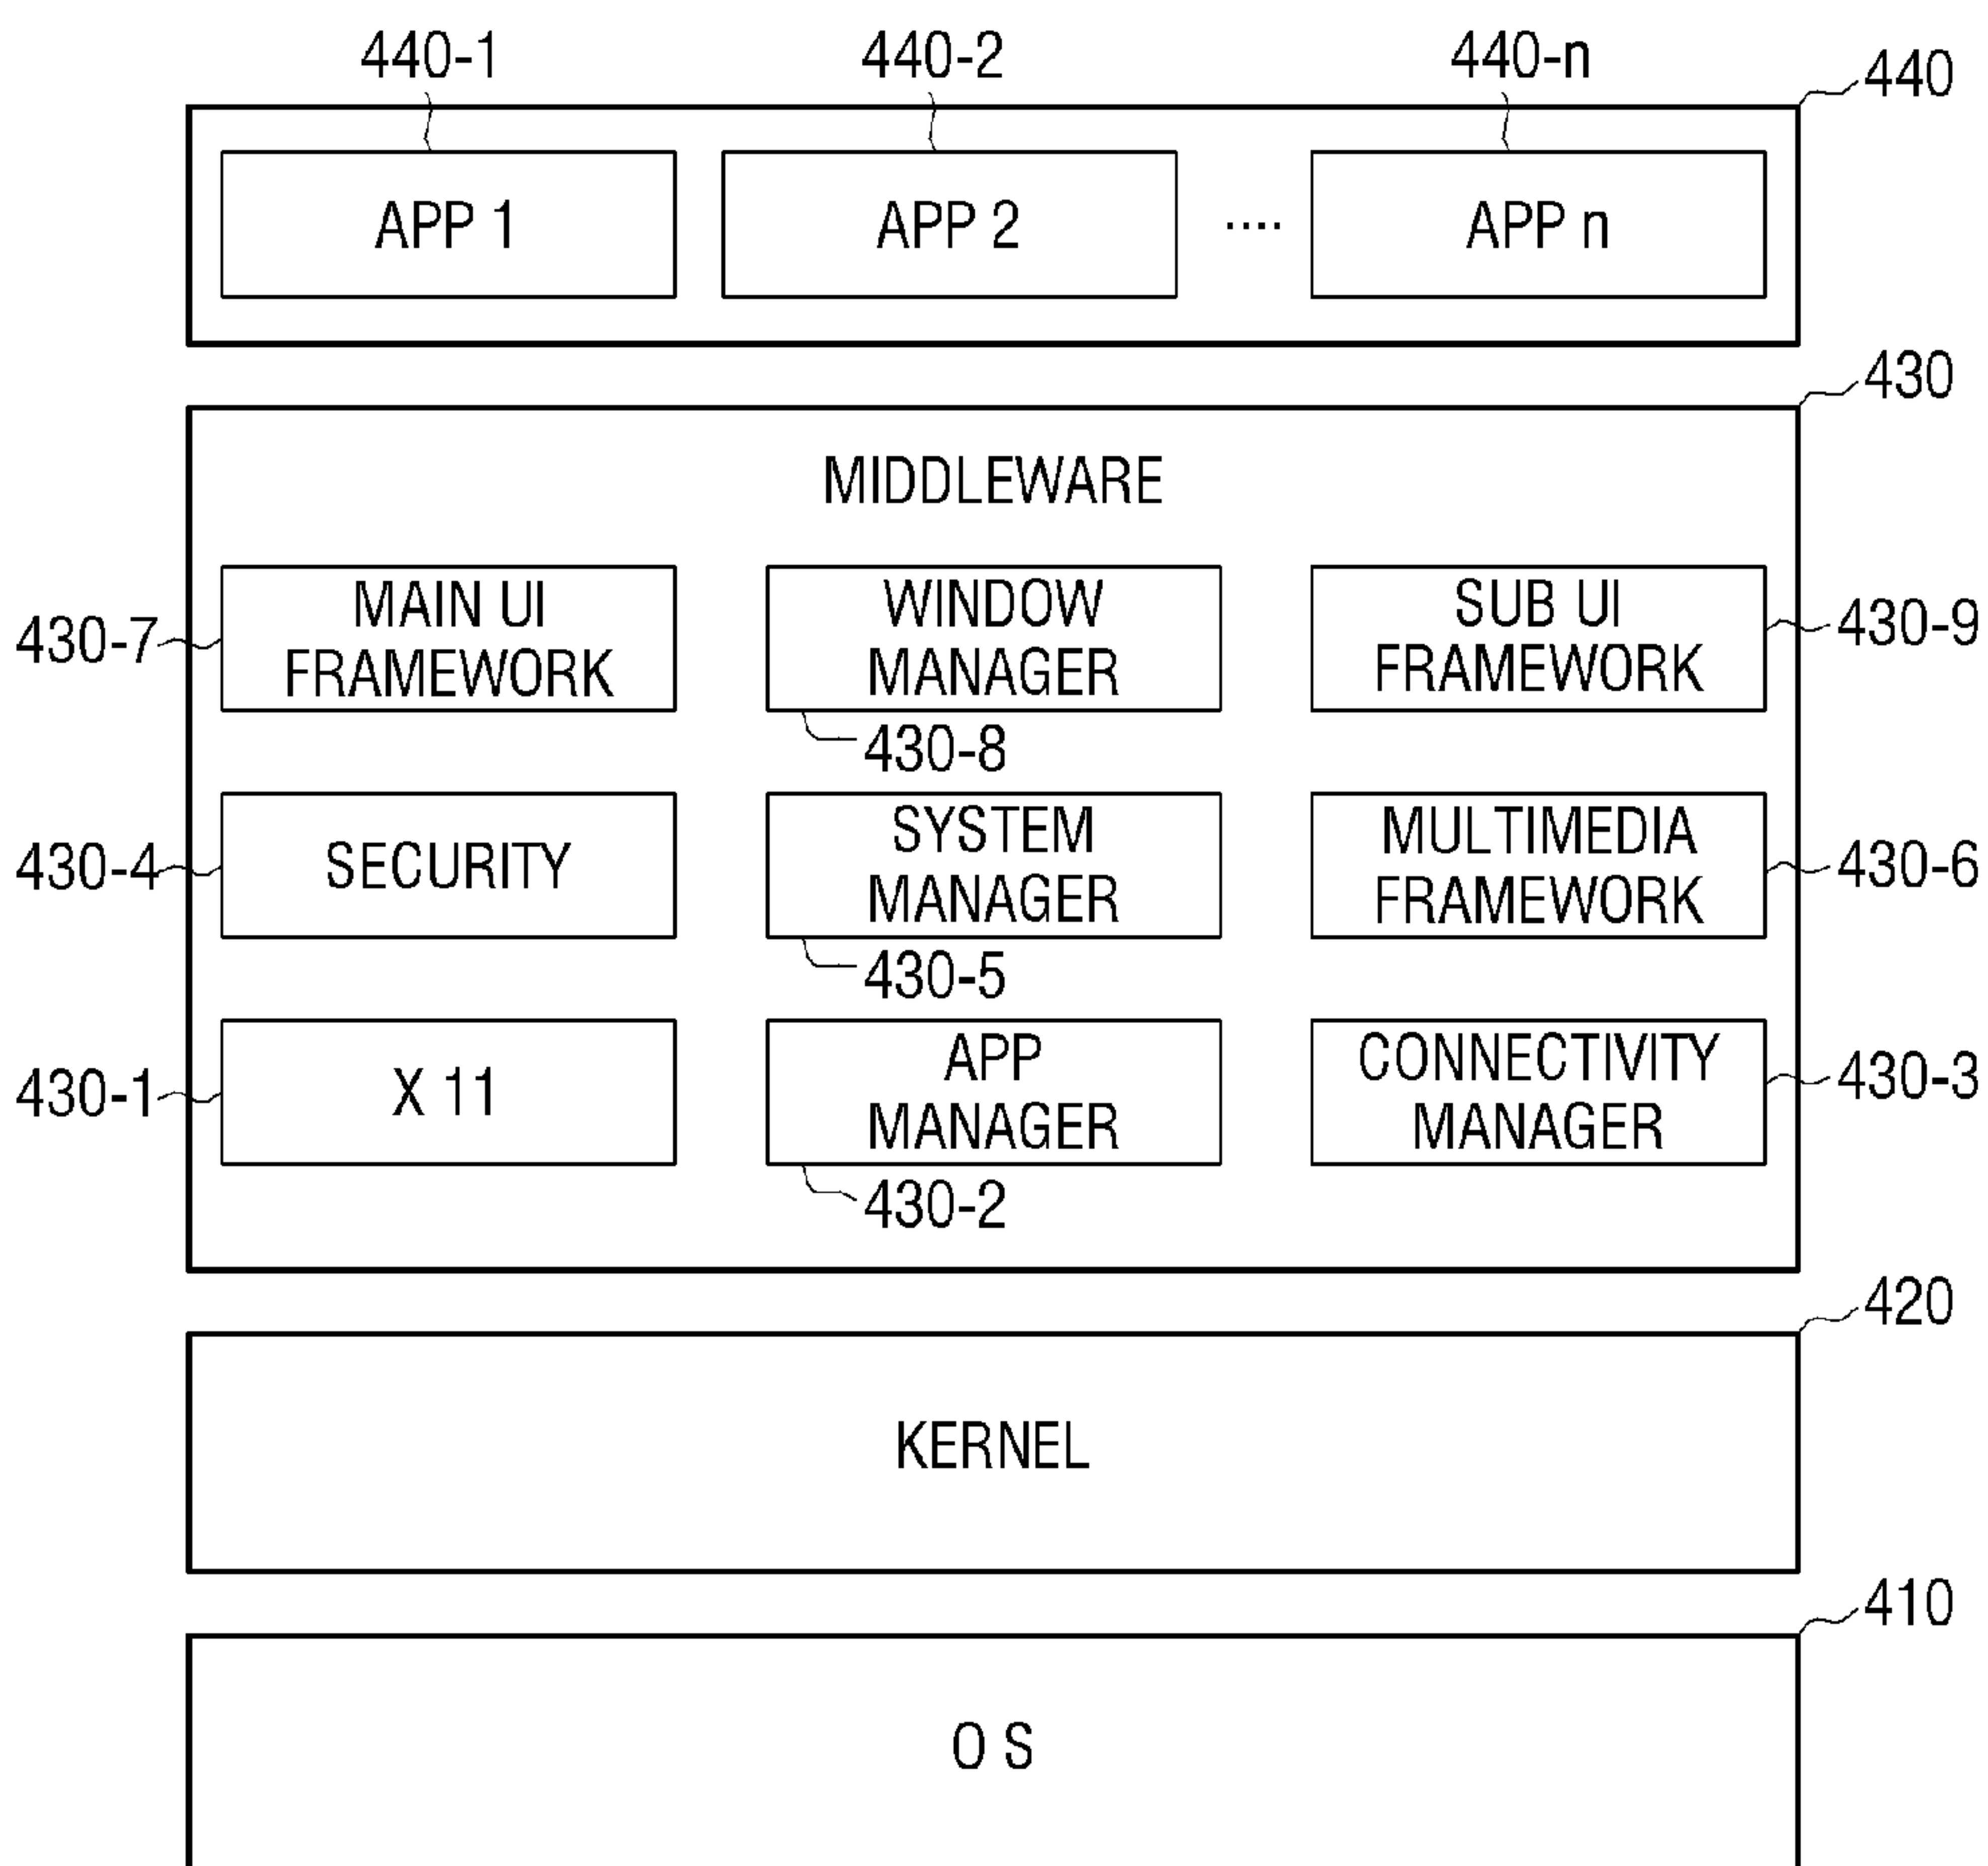 440-1 440-2 440-n
440
APP 1 APP 2 .... APP n
430
MIDDLEWARE
430-7 MAIN UI FRAMEWORK
WINDOW MANAGER
SUB UI FRAMEWORK 430-9
430-8
430-4 SECURITY
SYSTEM MANAGER
MULTIMEDIA FRAMEWORK 430-6
430-5
430-1 X 11
APP MANAGER
CONNECTIVITY MANAGER 430-3
430-2
420
KERNEL
410
O S